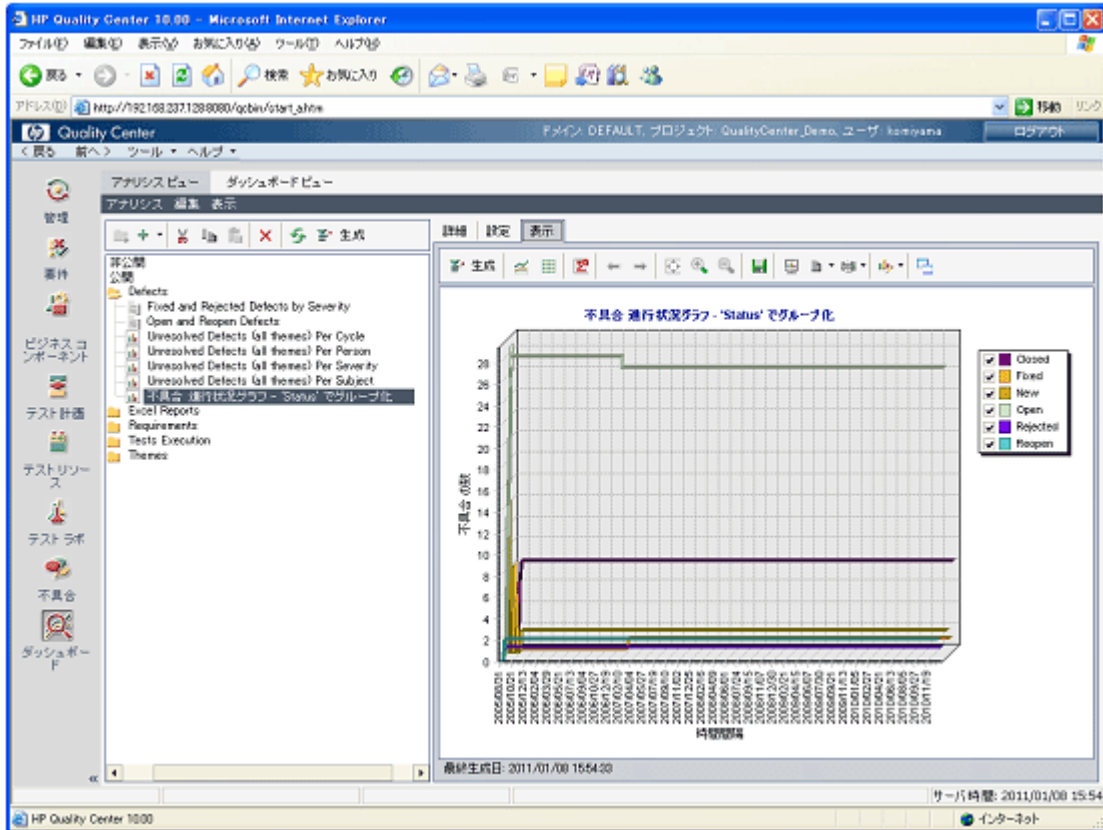 HP Quality Center 10.00 - Microsoft Internet Explorer
ファイル(F) 編集(E) 表示(V) お気に入り(A) ツール(T) ヘルプ(H)
戻る 検索 お気に入り
アドレス(D) http://192.168.237.128:8080/qcbin/start_a.htm 移動 リンク
Quality Center ドメイン: DEFAULT, プロジェクト: QualityCenter_Demo, ユーザ: komiyama ログアウト
< 戻る 前へ > ツール ヘルプ
アナリシス ビュー ダッシュボード ビュー
アナリシス 編集 表示
管理
要件
ビジネス コ
ンポーネント
テスト計画
テストリソー
ス
テスト ラボ
不具合
ダッシュボー
ド
生成
非公開
公開
Defects
Fixed and Rejected Defects by Severity
Open and Reopen Defects
Unresolved Defects (all themes) Per Cycle
Unresolved Defects (all themes) Per Person
Unresolved Defects (all themes) Per Severity
Unresolved Defects (all themes) Per Subject
不具合 進行状況グラフ - 'Status' でグループ化
Excel Reports
Requirements
Tests Execution
Themes
詳細 設定 表示
生成
不具合 進行状況グラフ - 'Status' でグループ化
28
26
24
22
20
18
16
14
12
10
8
6
4
2
0
不具合 の数
Closed
Fixed
New
Open
Rejected
Reopen
時間間隔
最終生成日: 2011/01/08 15:54:33
サーバ時間: 2011/01/08 15:54
HP Quality Center 10.00 インターネット